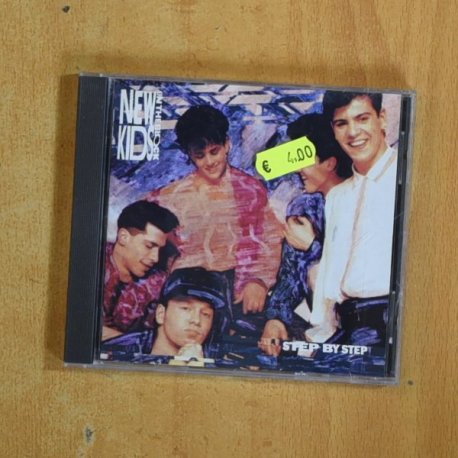 NEW
KIDS
ON THE BLOCK
€ 4,00
STEP BY STEP